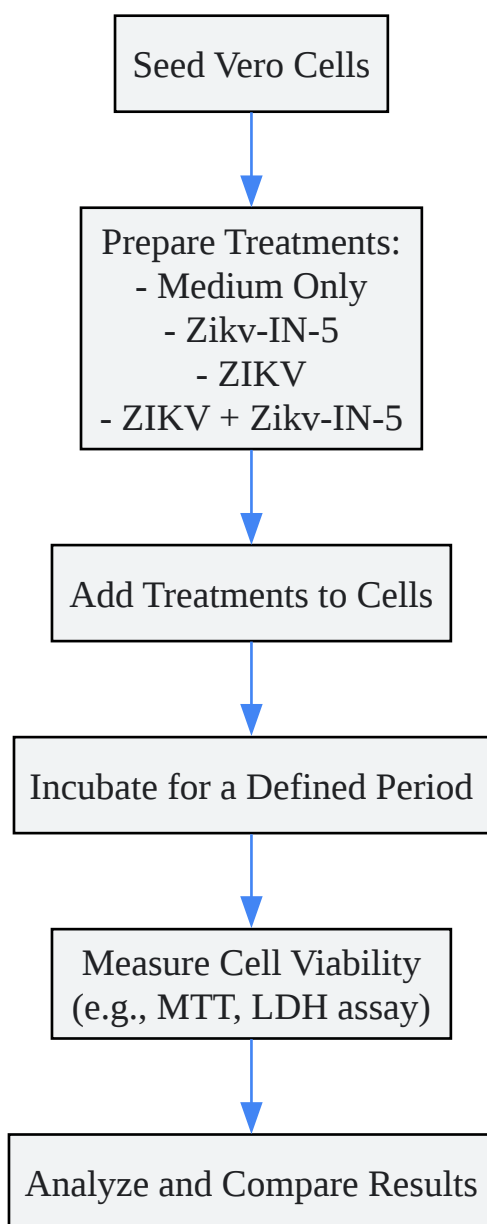 Seed Vero Cells
Prepare Treatments:
- Medium Only
- Zikv-IN-5
- ZIKV
- ZIKV + Zikv-IN-5
Add Treatments to Cells
Incubate for a Defined Period
Measure Cell Viability
(e.g., MTT, LDH assay)
Analyze and Compare Results